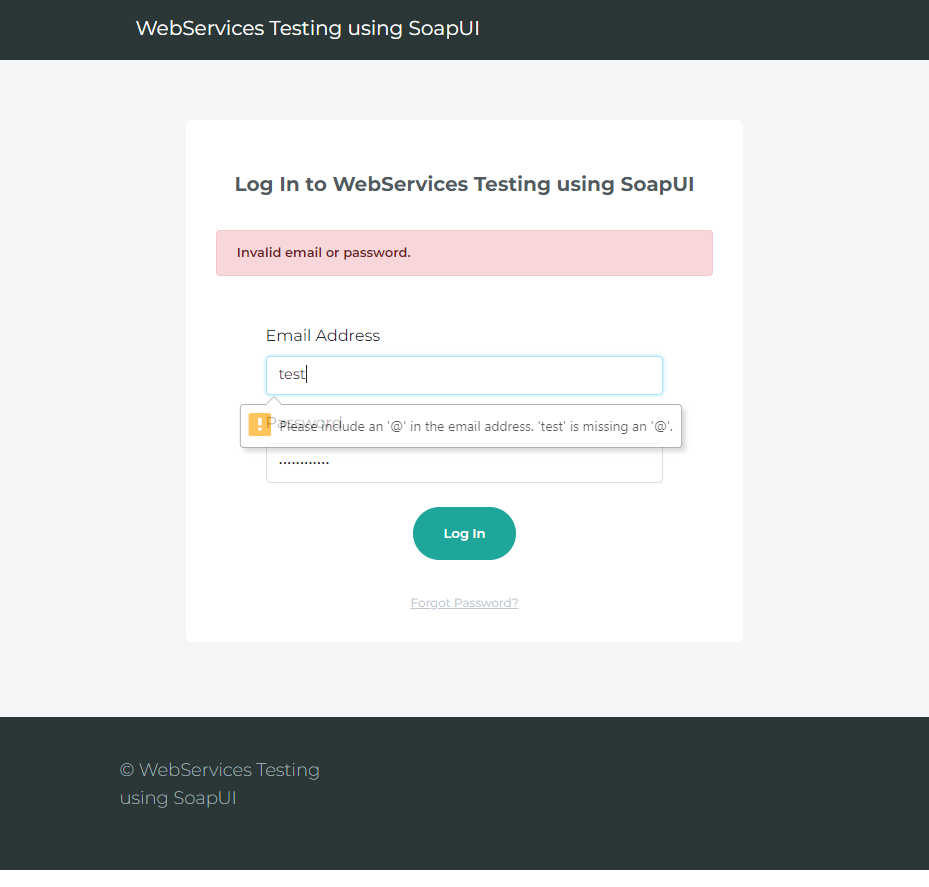 WebServices Testing using SoapUI
Log In to WebServices Testing using SoapUI
Invalid email or password.
Email Address
test
Password
Please include an '@' in the email address. 'test' is missing an '@'.
............
Log In
Forgot Password?
© WebServices Testing
using SoapUI